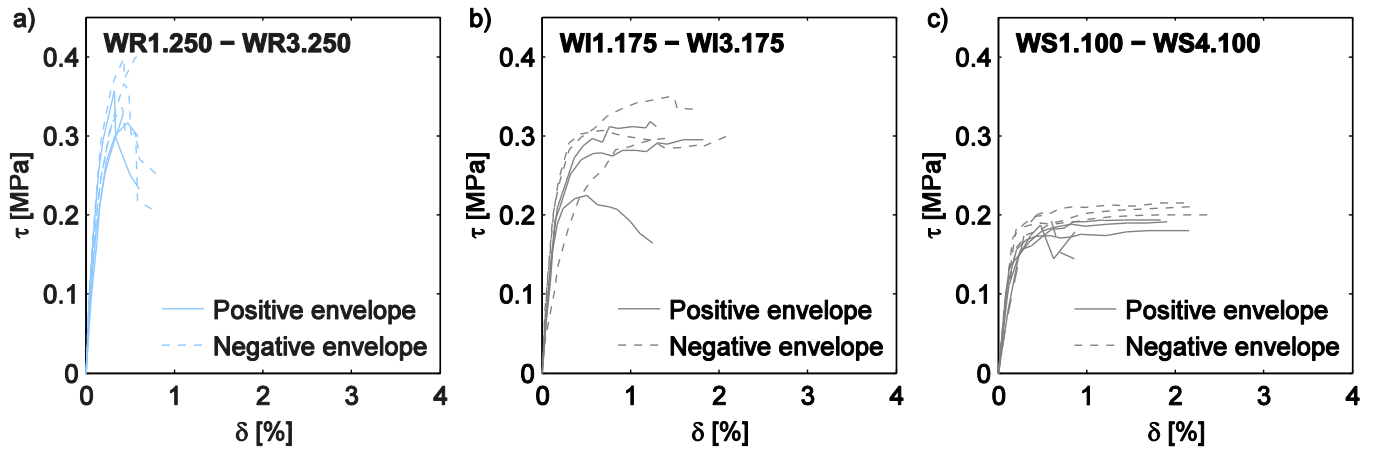 a)
WR1.250 − WR3.250
0.4
0.3
0.2
0.1
0
τ [MPa]
Positive envelope
Negative envelope
0 1 2 3 4
δ [%]
b)
WI1.175 − WI3.175
0.4
0.3
0.2
0.1
0
τ [MPa]
Positive envelope
Negative envelope
0 1 2 3 4
δ [%]
c)
WS1.100 − WS4.100
0.4
0.3
0.2
0.1
0
τ [MPa]
Positive envelope
Negative envelope
0 1 2 3 4
δ [%]